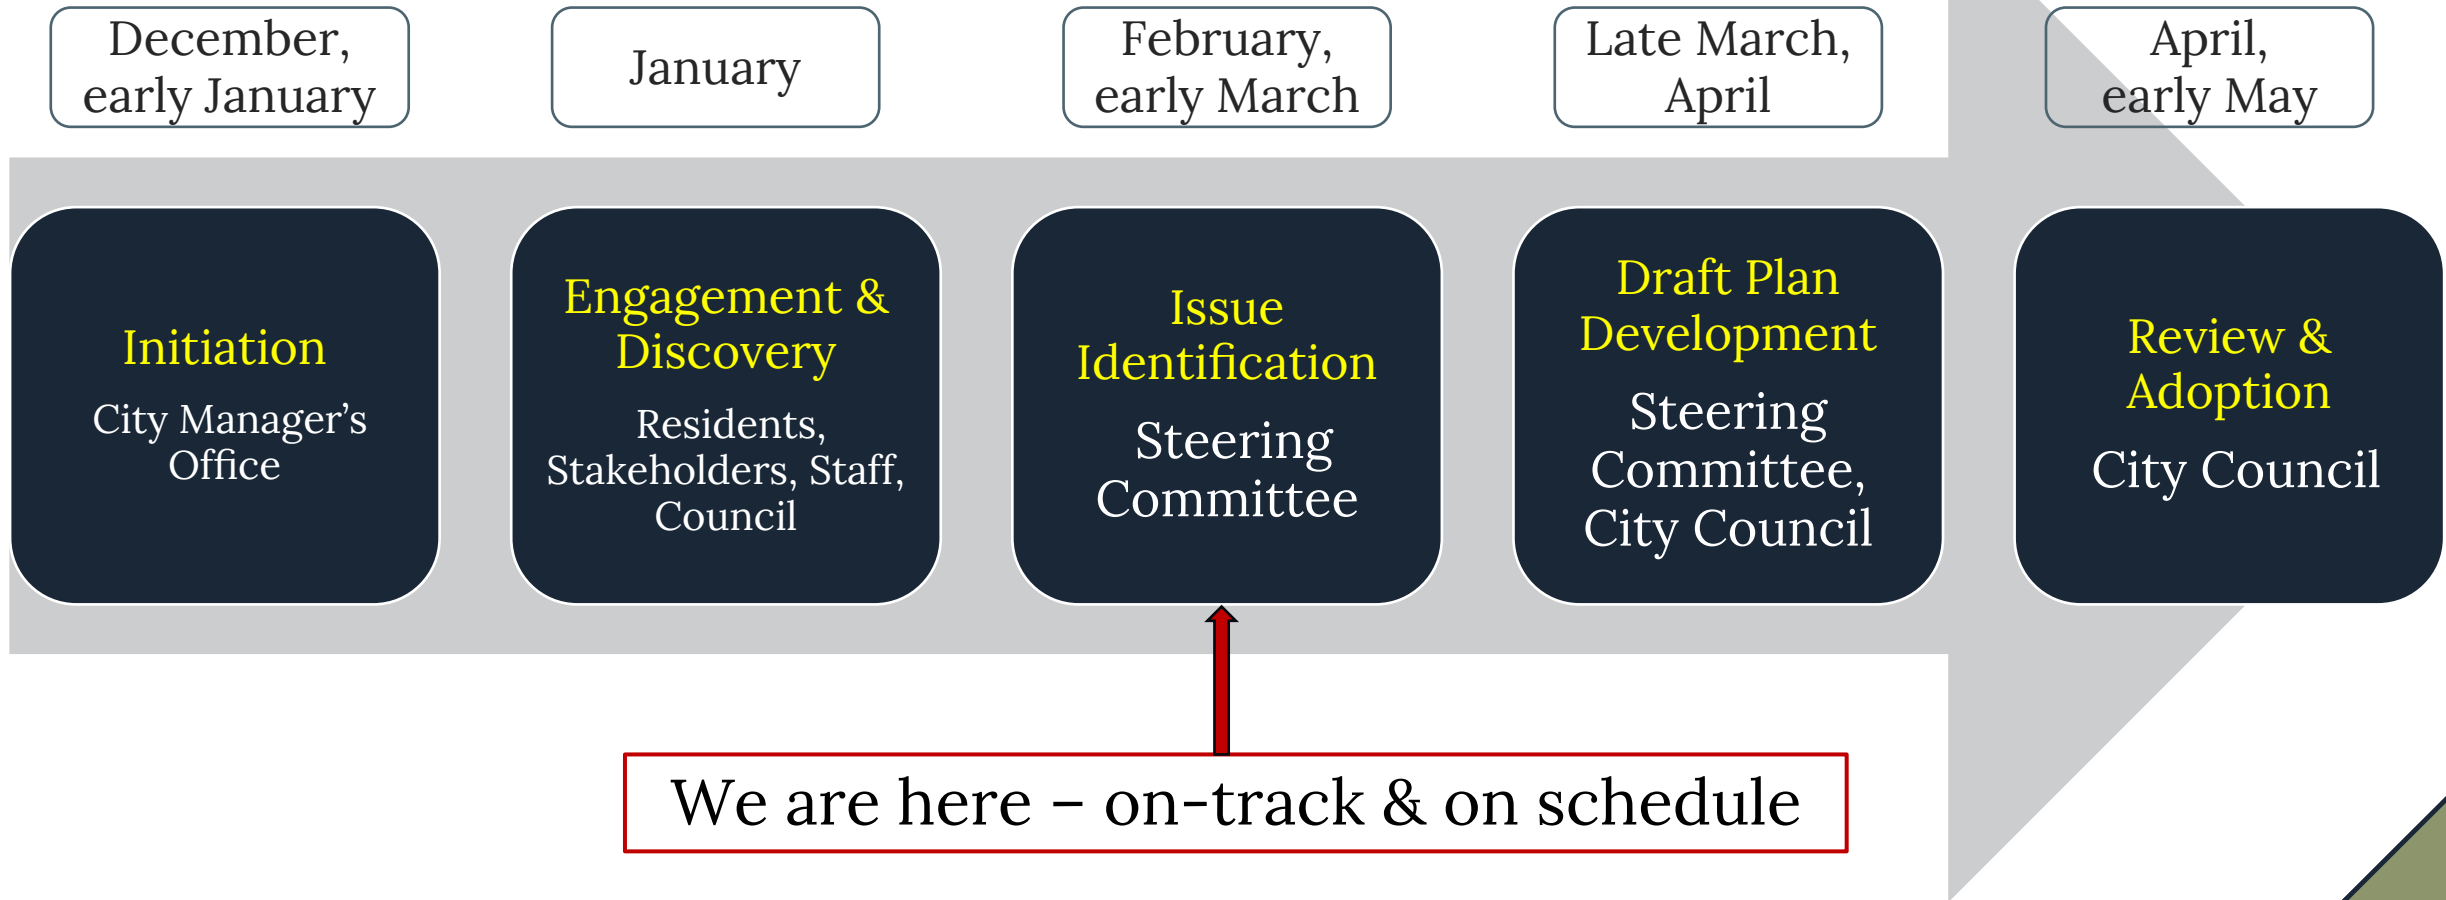 December,
early January
January
February,
early March
Late March,
April
April,
early May
Initiation
City Manager’s
Office
Engagement &
Discovery
Residents,
Stakeholders, Staff,
Council
Issue
Identification
Steering
Committee
Draft Plan
Development
Steering
Committee,
City Council
Review &
Adoption
City Council
We are here – on-track & on schedule